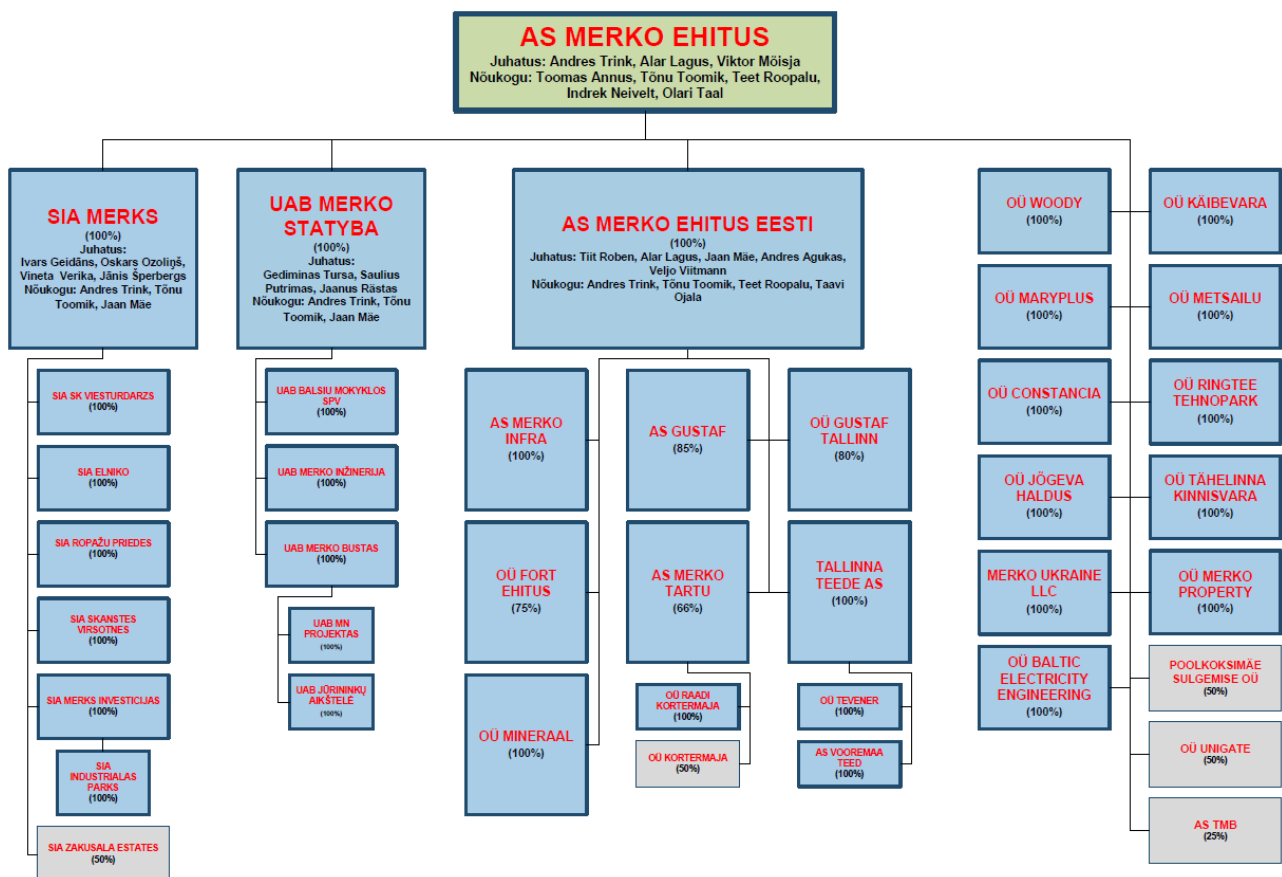 AS MERKO EHITUS
Juhatus: Andres Trink, Alar Lagus, Viktor Mõisja
Nõukogu: Toomas Annus, Tõnu Toomik, Teet Roopalu,
Indrek Neivelt, Olari Taal
SIA MERKS
(100%)
Juhatus:
Ivars Geidāns, Oskars Ozoliņš,
Vineta Verika, Jānis Šperbergs
Nõukogu: Andres Trink, Tõnu
Toomik, Jaan Mäe
SIA SK VIESTURDARZS
(100%)
SIA ELNIKO
(100%)
SIA ROPAŽU PRIEDES
(100%)
SIA SKANSTES
VIRSOTNES
(100%)
SIA MERKS INVESTICIJAS
(100%)
SIA
INDUSTRIALAS
PARKS
(100%)
SIA ZAKUSALA ESTATES
(50%)
UAB MERKO
STATYBA
(100%)
Juhatus:
Gediminas Tursa, Saulius
Putrimas, Jaanus Rästas
Nõukogu: Andres Trink, Tõnu
Toomik, Jaan Mäe
UAB BALSIU MOKYKLOS
SPV
(100%)
UAB MERKO INŽINERIJA
(100%)
UAB MERKO BUSTAS
(100%)
UAB MN
PROJEKTAS
(100%)
UAB JŪRININKŲ
AIKŠTELĖ
(100%)
AS MERKO EHITUS EESTI
(100%)
Juhatus: Tiit Roben, Alar Lagus, Jaan Mäe, Andres Agukas,
Veljo Viitmann
Nõukogu: Andres Trink, Tõnu Toomik, Teet Roopalu, Taavi
Ojala
AS MERKO
INFRA
(100%)
AS GUSTAF
(85%)
OÜ GUSTAF
TALLINN
(80%)
OÜ FORT
EHITUS
(75%)
AS MERKO
TARTU
(66%)
TALLINNA
TEEDE AS
(100%)
OÜ MINERAAL
(100%)
OÜ RAADI
KORTERMAJA
(100%)
OÜ KORTERMAJA
(50%)
OÜ TEVENER
(100%)
AS VOOREMAA
TEED
(100%)
OÜ WOODY
(100%)
OÜ KÄIBEVARA
(100%)
OÜ MARYPLUS
(100%)
OÜ METSAILU
(100%)
OÜ CONSTANCIA
(100%)
OÜ RINGTEE
TEHNOPARK
(100%)
OÜ JÕGEVA
HALDUS
(100%)
OÜ TÄHELINNA
KINNISVARA
(100%)
MERKO UKRAINE
LLC
(100%)
OÜ MERKO
PROPERTY
(100%)
OÜ BALTIC
ELECTRICITY
ENGINEERING
(100%)
POOLKOKSIMÄE
SULGEMISE OÜ
(50%)
OÜ UNIGATE
(50%)
AS TMB
(25%)